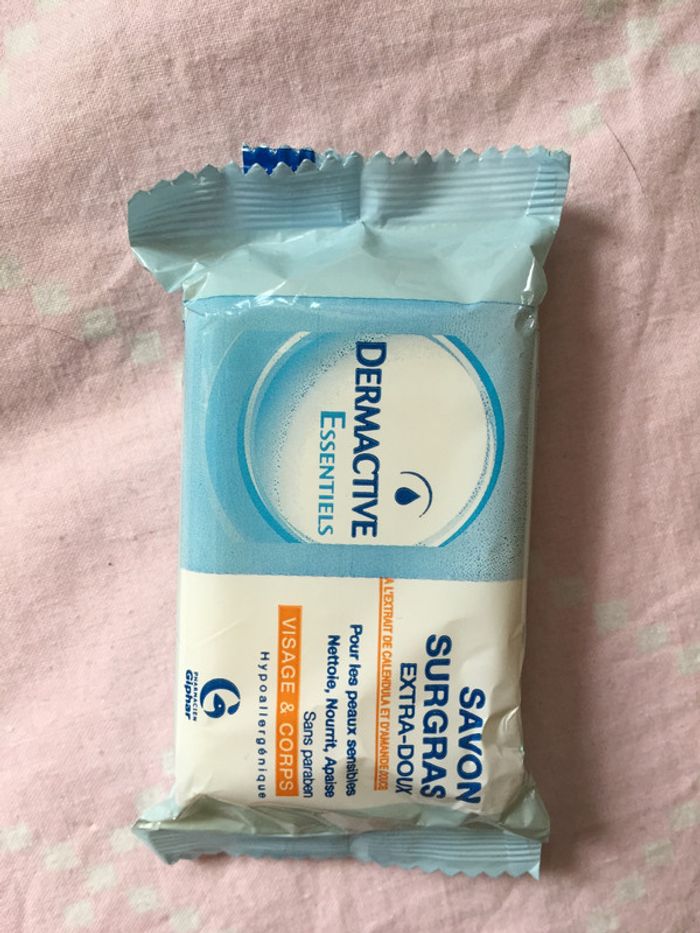 DERMACTIVE
ESSENTIELS
SAVON
SURGRAS
EXTRA-DOUX
A L'EXTRAIT DE CALENDULA ET D'AMANDE DOUCE
Pour les peaux sensibles
Nettoie, Nourrit, Apaise
Sans paraben
VISAGE & CORPS
Hypoallergénique
PHARMACIEN
Giphar